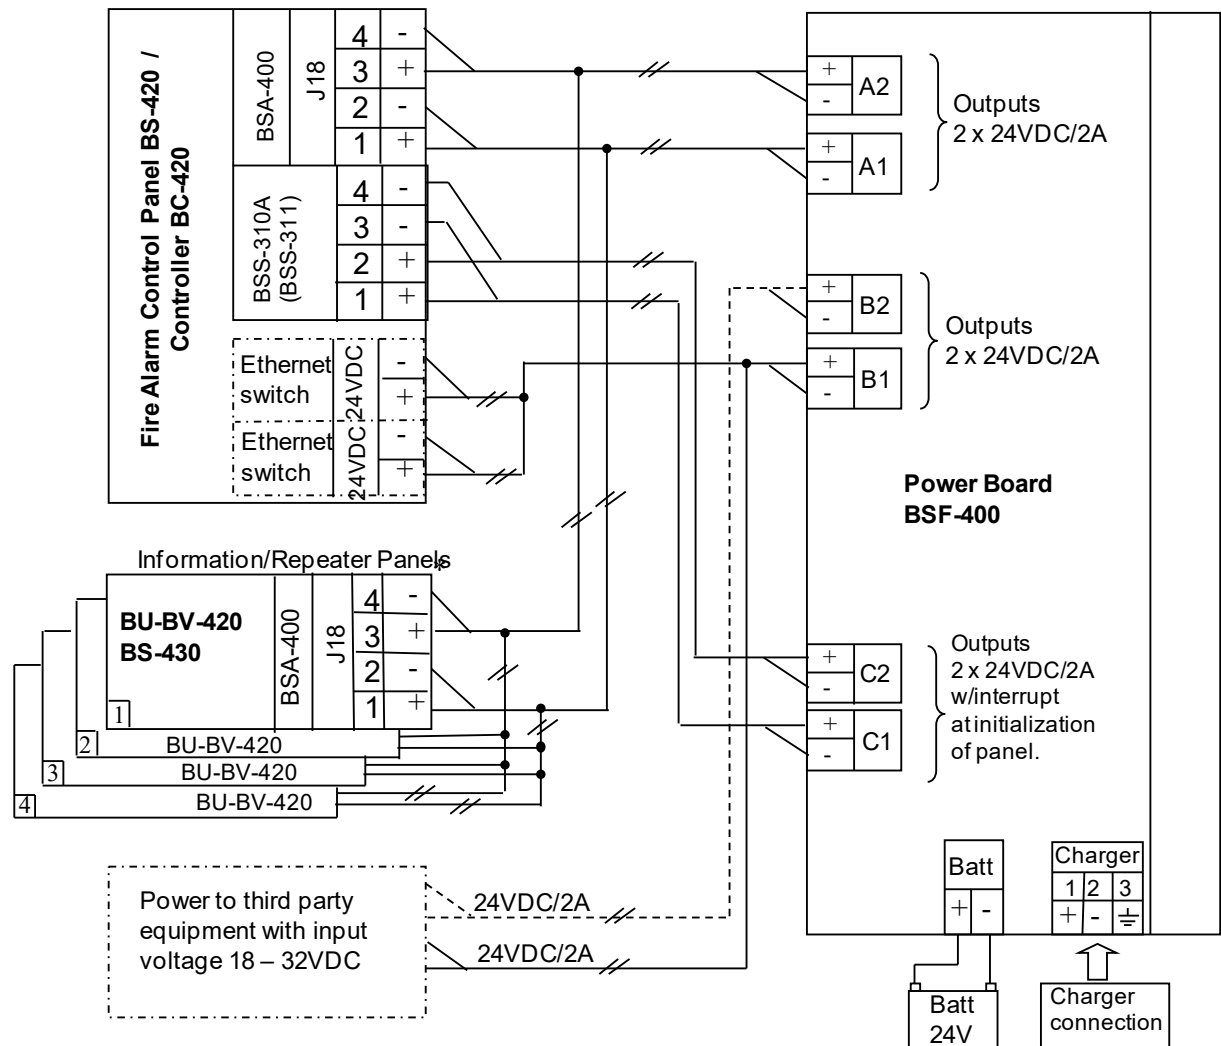 Fire Alarm Control Panel BS-420 /
Controller BC-420
BSA-400
J18
4 -
3 +
2 -
1 +
BSS-310A
(BSS-311)
4 -
3 -
2 +
1 +
Ethernet
switch
24VDC
-
+
Ethernet
switch
24VDC
-
+
+
-
A2
+
-
A1
Outputs
2 x 24VDC/2A
+
-
B2
+
-
B1
Outputs
2 x 24VDC/2A
Power Board
BSF-400
+
-
C2
+
-
C1
Outputs
2 x 24VDC/2A
w/interrupt
at initialization
of panel.
Information/Repeater Panels*
BU-BV-420
BS-430
BSA-400
J18
4 -
3 +
2 -
1 +
1
2 BU-BV-420
3 BU-BV-420
4 BU-BV-420
Power to third party
equipment with input
voltage 18 – 32VDC
24VDC/2A
24VDC/2A
Batt
+ -
Charger
1 2 3
+ -
Batt
24V
Charger
connection